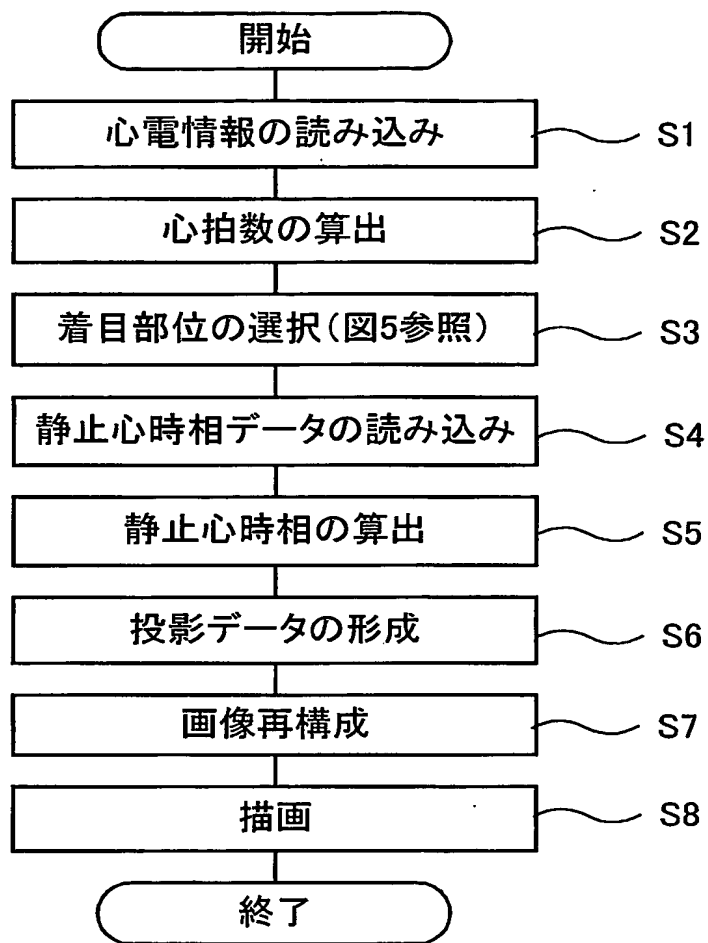 開始
心電情報の読み込み S1
心拍数の算出 S2
着目部位の選択(図5参照) S3
静止心時相データの読み込み S4
静止心時相の算出 S5
投影データの形成 S6
画像再構成 S7
描画 S8
終了